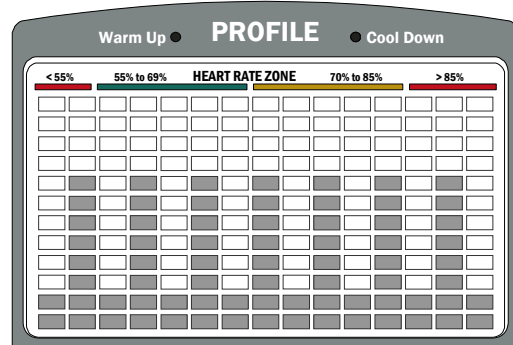 Warm Up PROFILE Cool Down
< 55% 55% to 69% HEART RATE ZONE 70% to 85% > 85%